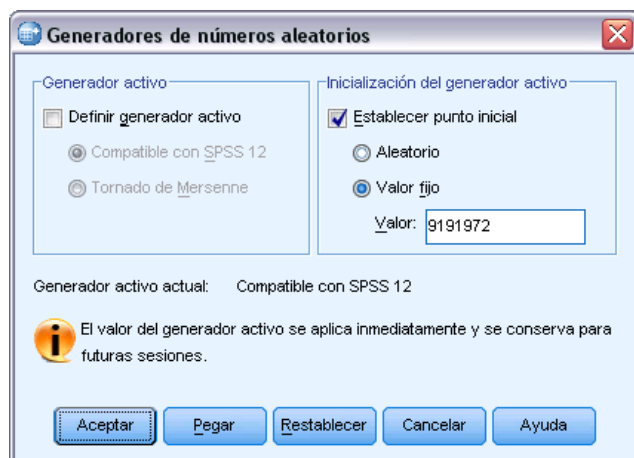 Generadores de números aleatorios
Generador activo
Definir generador activo
Compatible con SPSS 12
Tornado de Mersenne
Inicialización del generador activo
Establecer punto inicial
Aleatorio
Valor fijo
Valor: 9191972
Generador activo actual: Compatible con SPSS 12
El valor del generador activo se aplica inmediatamente y se conserva para
futuras sesiones.
Aceptar Pegar Restablecer Cancelar Ayuda